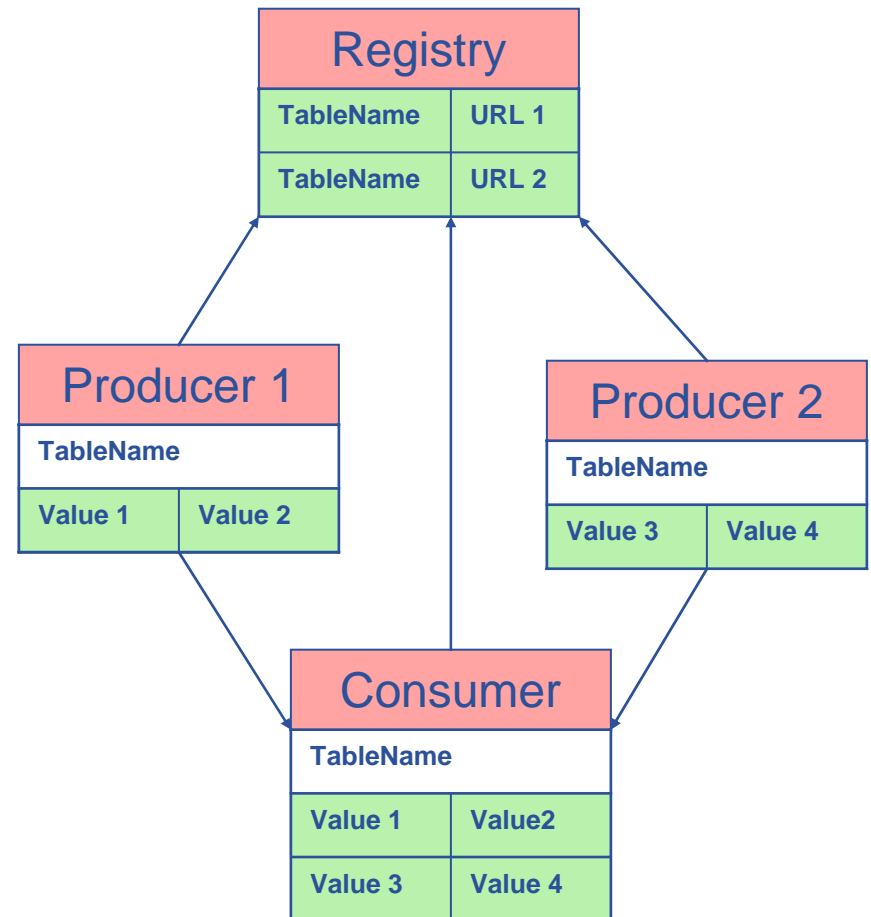 Registry
TableName URL 1
TableName URL 2
Producer 1
TableName
Value 1 Value 2
Producer 2
TableName
Value 3 Value 4
Consumer
TableName
Value 1 Value2
Value 3 Value 4